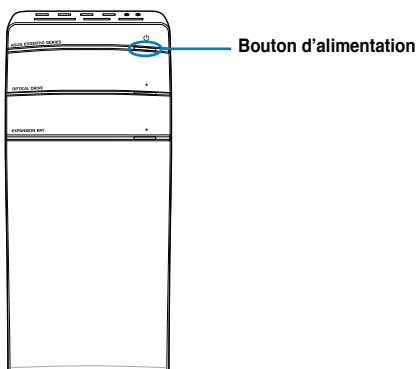 ASUS ESSENTIO SERIES
Bouton d’alimentation
OPTICAL DRIVE
EXPANSION BAY